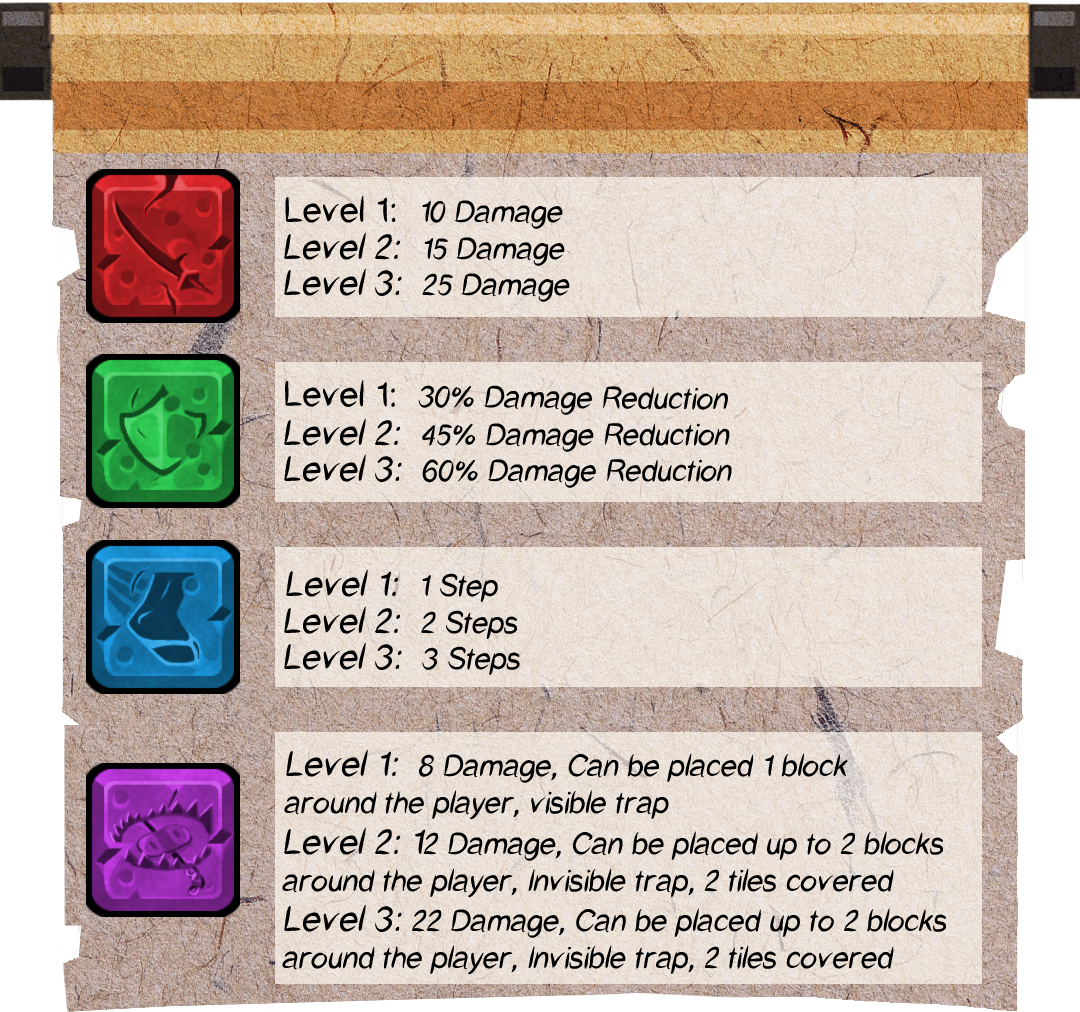 Level 1: 10 Damage
Level 2: 15 Damage
Level 3: 25 Damage
Level 1: 30% Damage Reduction
Level 2: 45% Damage Reduction
Level 3: 60% Damage Reduction
Level 1: 1 Step
Level 2: 2 Steps
Level 3: 3 Steps
Level 1: 8 Damage, Can be placed 1 block
around the player, visible trap
Level 2: 12 Damage, Can be placed up to 2 blocks
around the player, Invisible trap, 2 tiles covered
Level 3: 22 Damage, Can be placed up to 2 blocks
around the player, Invisible trap, 2 tiles covered